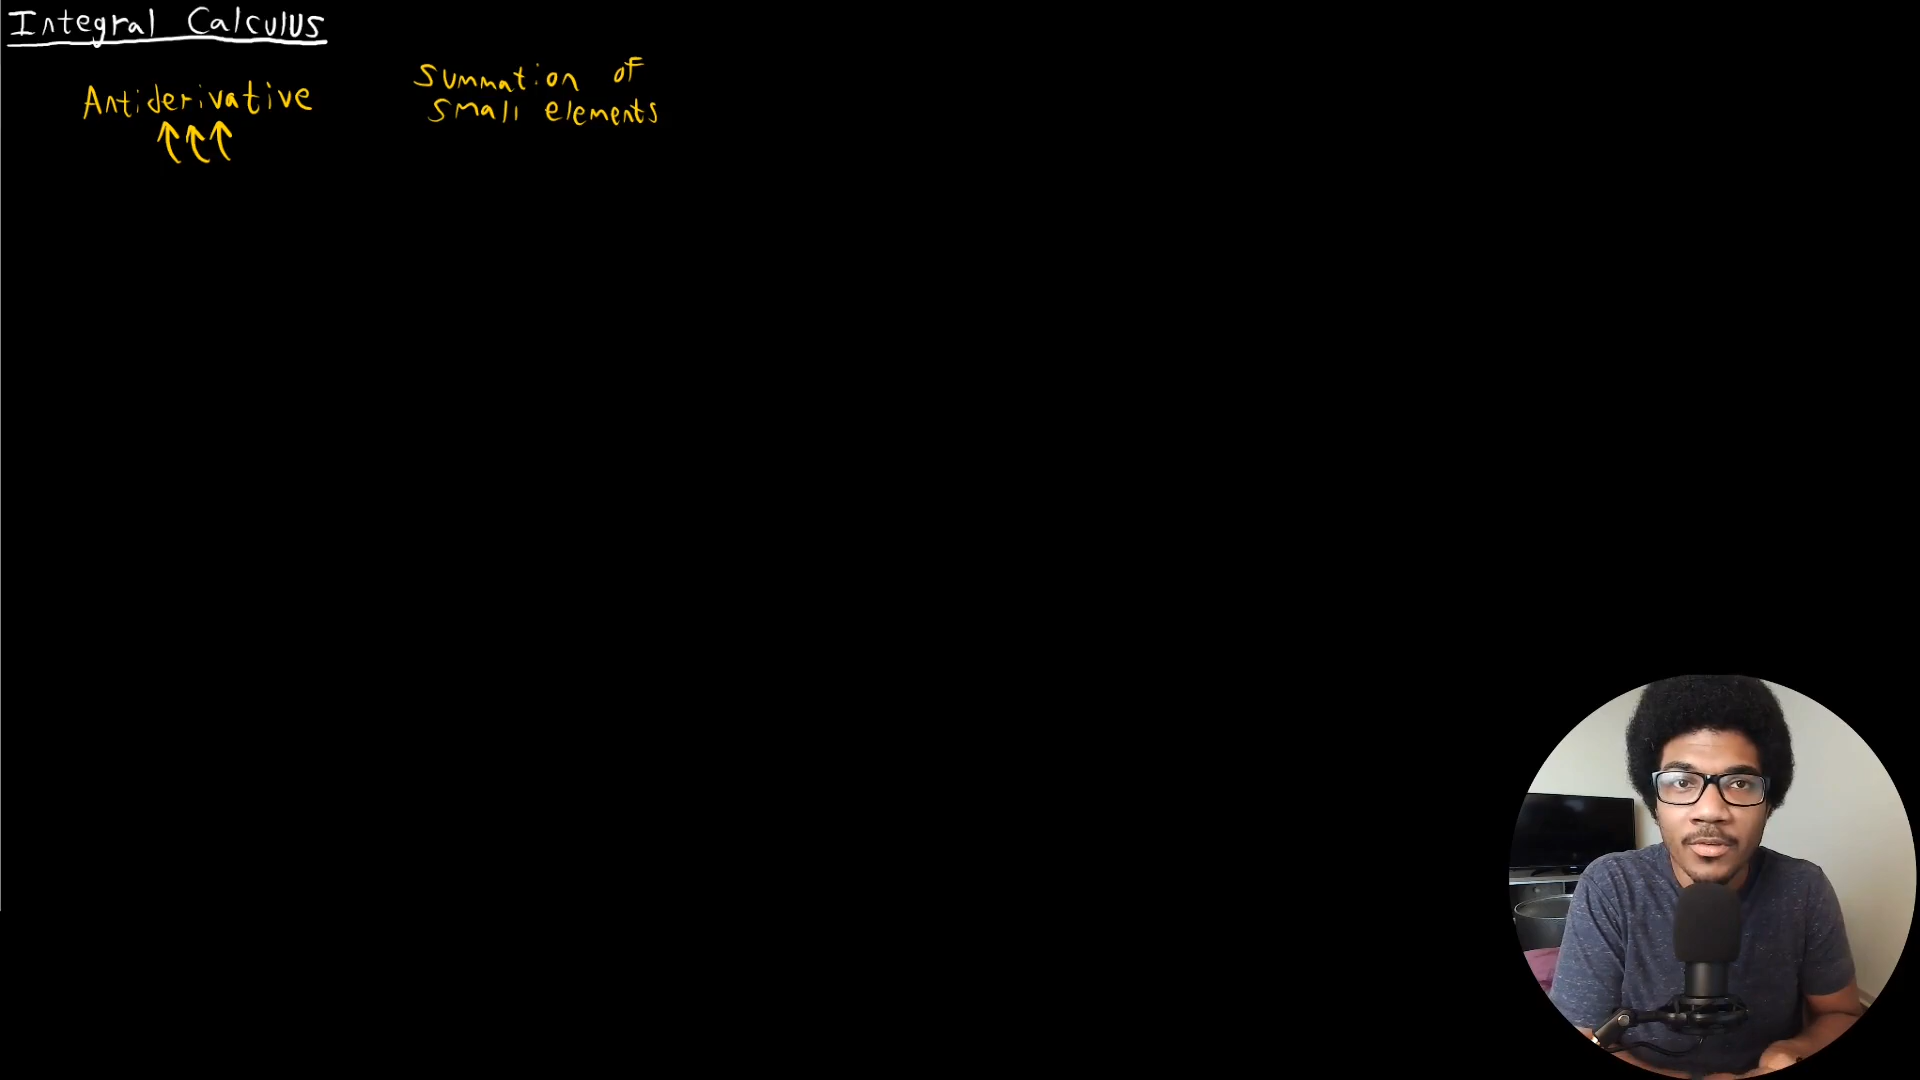 Integral Calculus
Antiderivative
Summation of
small elements